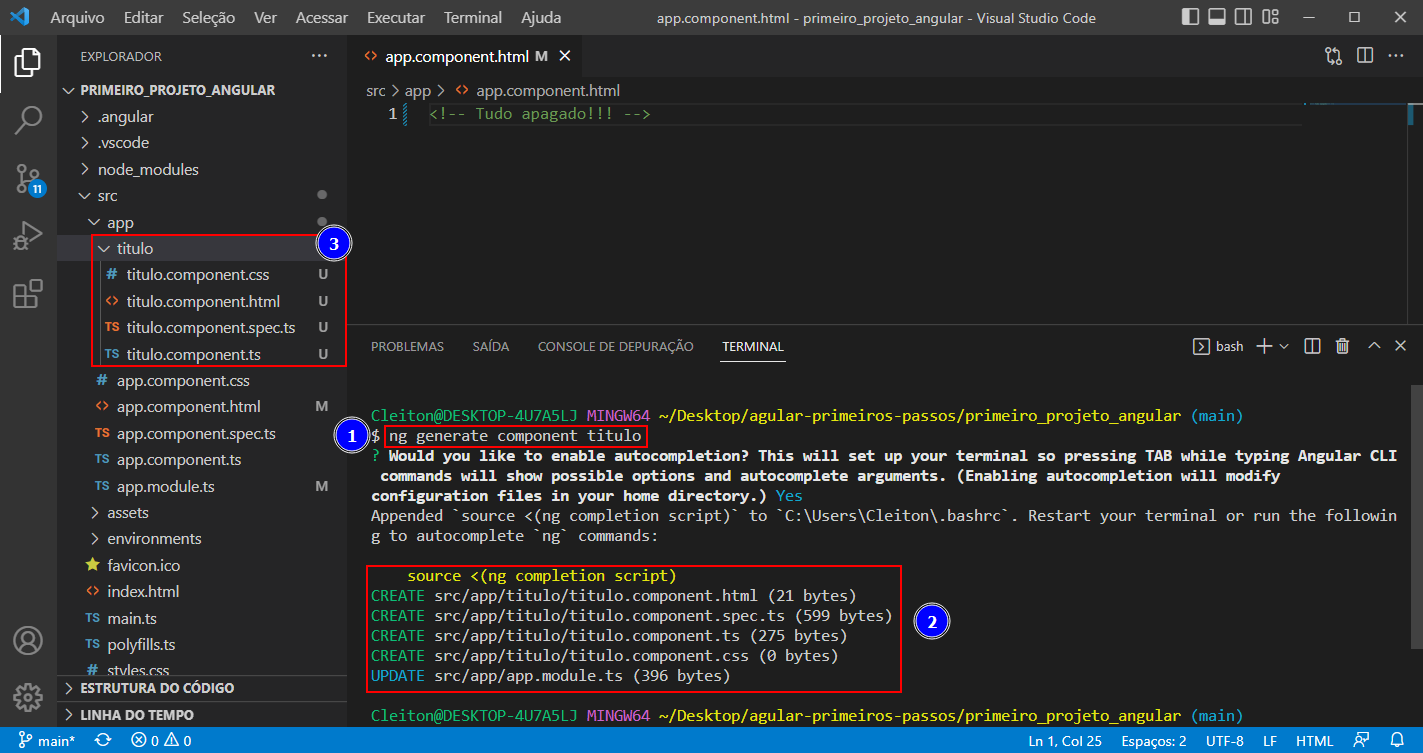 Arquivo Editar Seleção Ver Acessar Executar Terminal Ajuda
app.component.html - primeiro_projeto_angular - Visual Studio Code
EXPLORADOR
PRIMEIRO_PROJETO_ANGULAR
.angular
.vscode
node_modules
src
app
titulo
3
titulo.component.css U
titulo.component.html U
TS titulo.component.spec.ts U
TS titulo.component.ts U
app.component.css
app.component.html M
TS app.component.spec.ts
TS app.component.ts
TS app.module.ts M
assets
environments
favicon.ico
index.html
TS main.ts
TS polyfills.ts
# styles.css
ESTRUTURA DO CÓDIGO
LINHA DO TEMPO
11
app.component.html M
src > app > app.component.html
1 <!-- Tudo apagado!!! -->
PROBLEMAS SAÍDA CONSOLE DE DEPURAÇÃO TERMINAL
bash
Cleiton@DESKTOP-4U7A5LJ MINGW64 ~/Desktop/agular-primeiros-passos/primeiro_projeto_angular (main)
1
$ ng generate component titulo
? Would you like to enable autocompletion? This will set up your terminal so pressing TAB while typing Angular CLI
commands will show possible options and autocomplete arguments. (Enabling autocompletion will modify
configuration files in your home directory.) Yes
Appended `source <(ng completion script)` to `C:\Users\Cleiton\.bashrc`. Restart your terminal or run the followin
g to autocomplete `ng` commands:
source <(ng completion script)
CREATE src/app/titulo/titulo.component.html (21 bytes)
CREATE src/app/titulo/titulo.component.spec.ts (599 bytes)
CREATE src/app/titulo/titulo.component.ts (275 bytes)
CREATE src/app/titulo/titulo.component.css (0 bytes)
UPDATE src/app/app.module.ts (396 bytes)
2
Cleiton@DESKTOP-4U7A5LJ MINGW64 ~/Desktop/agular-primeiros-passos/primeiro_projeto_angular (main)
main* 0 0 Ln 1, Col 25 Espaços: 2 UTF-8 LF HTML